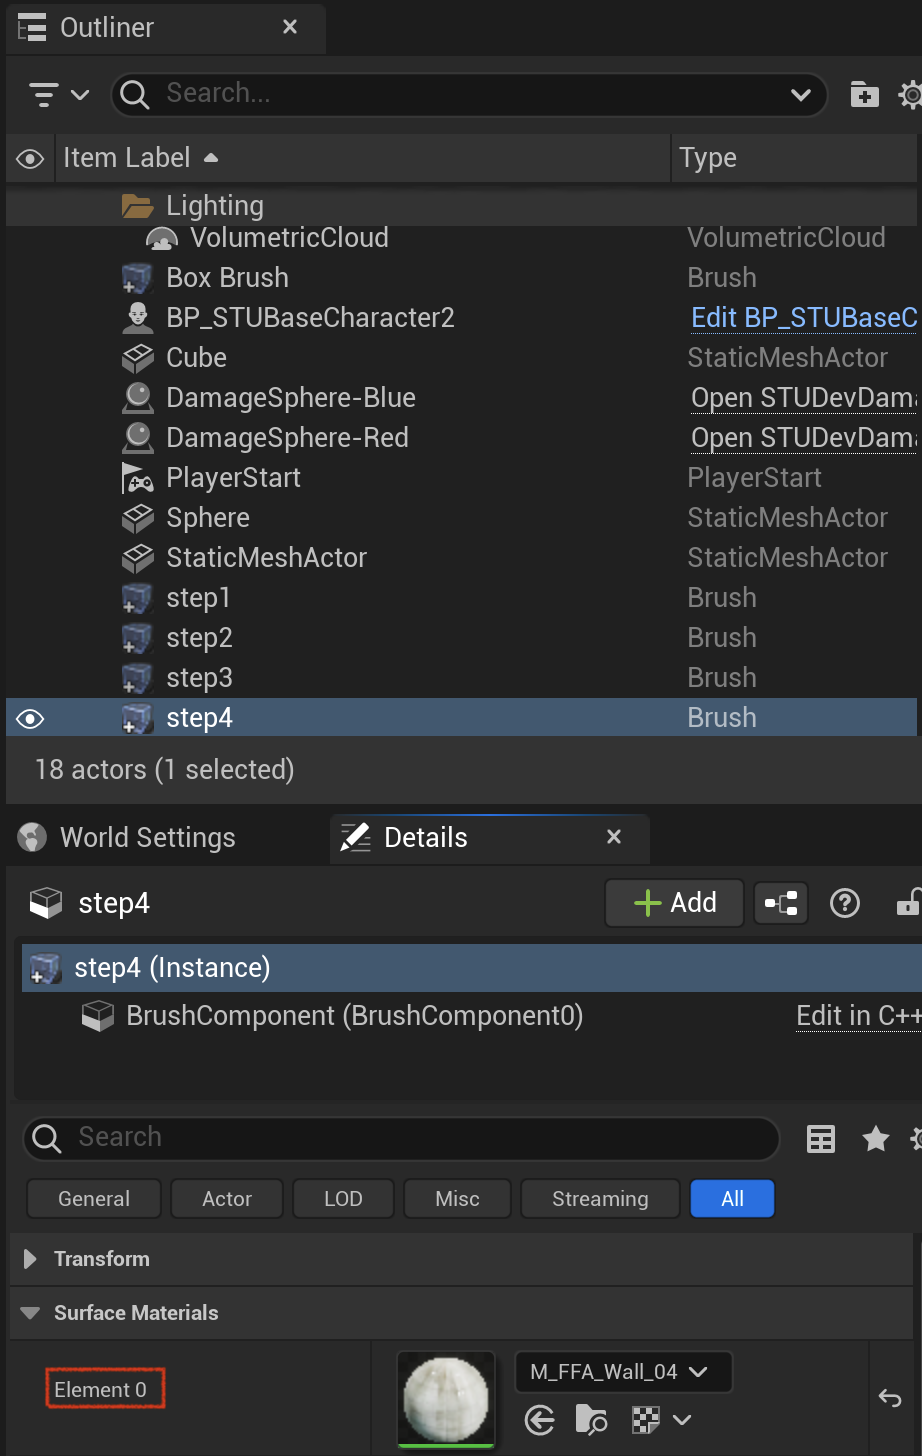 Outliner
Search...
Item Label Type
Lighting
VolumetricCloud VolumetricCloud
Box Brush Brush
BP_STUBaseCharacter2 Edit BP_STUBaseC
Cube StaticMeshActor
DamageSphere-Blue Open STUDevDama
DamageSphere-Red Open STUDevDama
PlayerStart PlayerStart
Sphere StaticMeshActor
StaticMeshActor StaticMeshActor
step1 Brush
step2 Brush
step3 Brush
step4 Brush
18 actors (1 selected)
World Settings Details
step4 Add
step4 (Instance)
BrushComponent (BrushComponent0) Edit in C++
Search
General Actor LOD Misc Streaming All
Transform
Surface Materials
Element 0 M_FFA_Wall_04